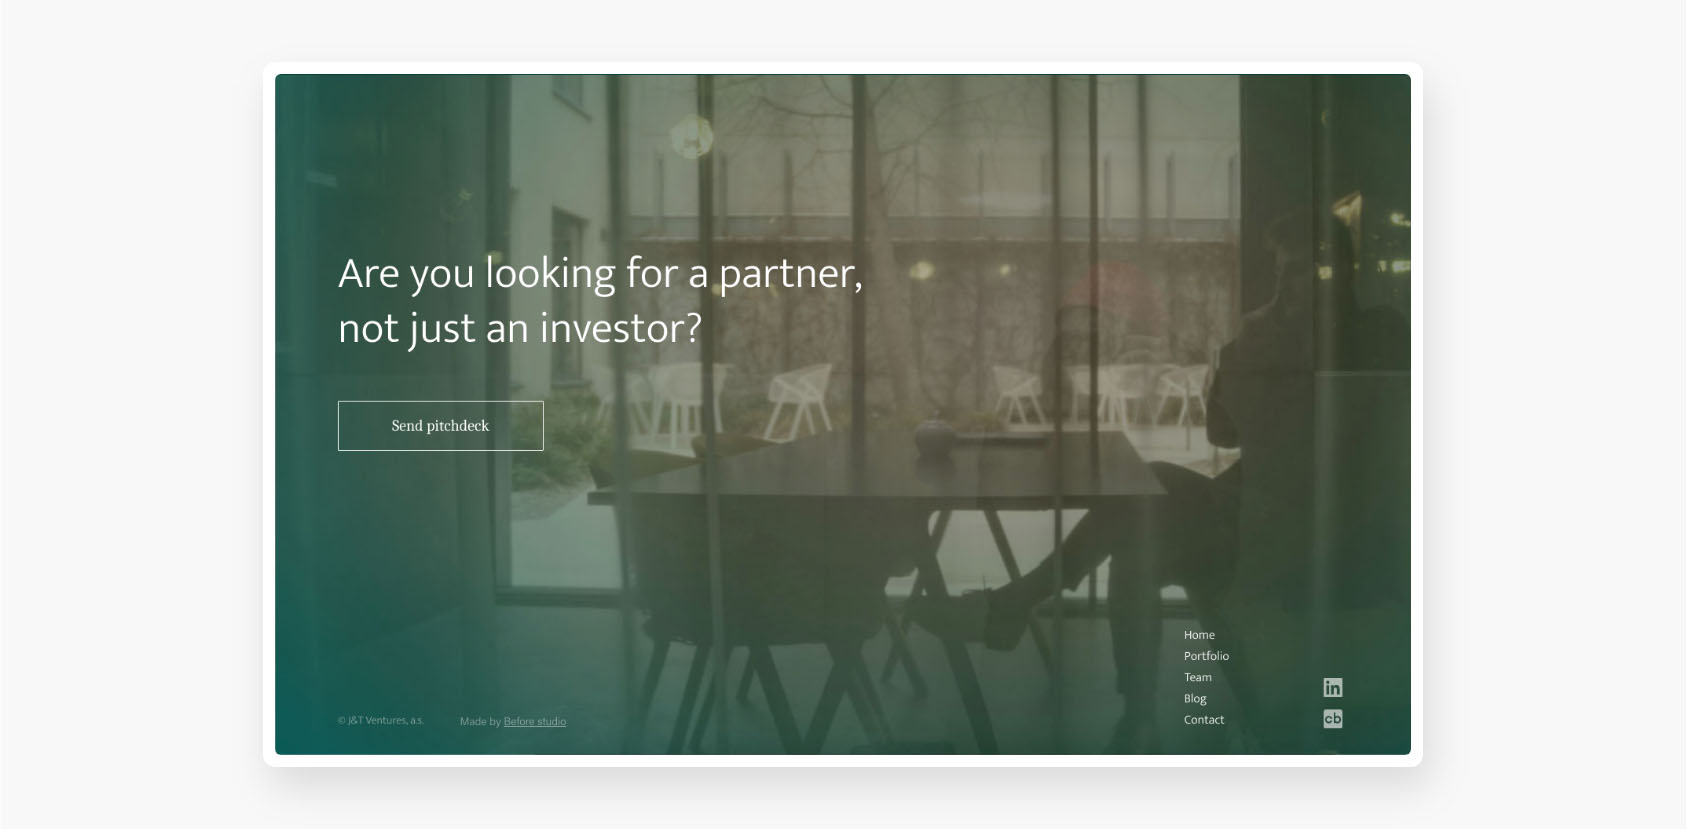 Are you looking for a partner,
not just an investor?
Send pitchdeck
Home
Portfolio
Team
Blog
Contact
in
cb
© J&T Ventures, a.s.
Made by Before studio